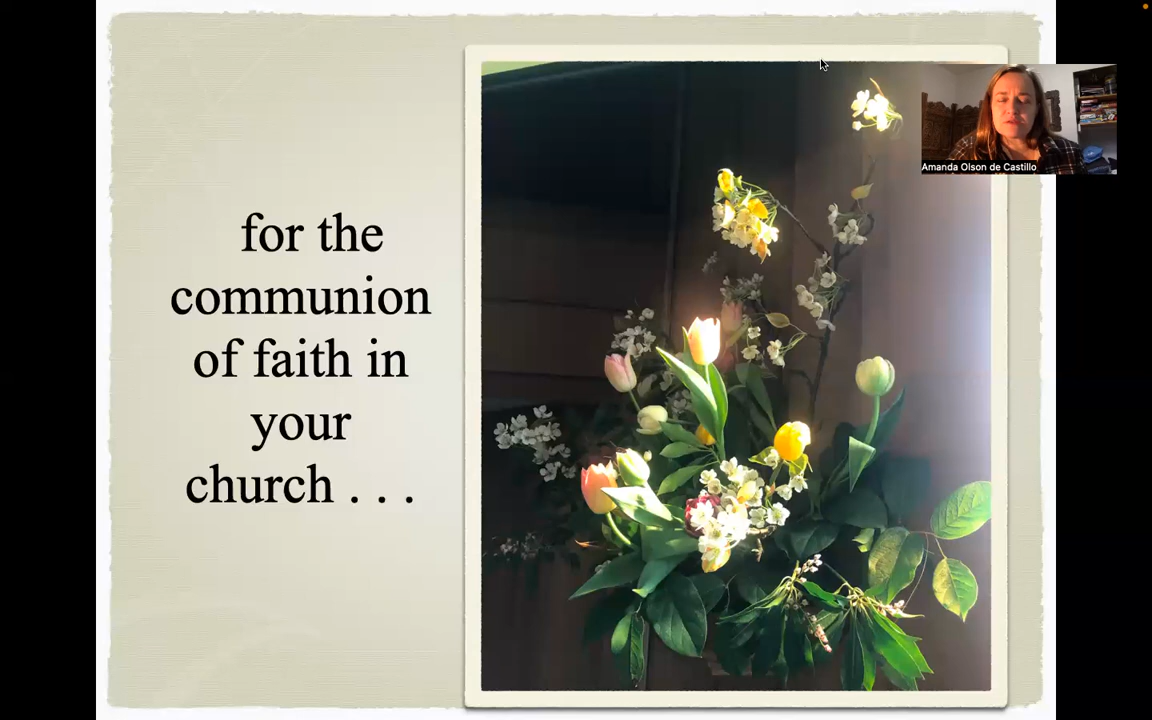 for the
communion
of faith in
your
church . . .
Amanda Olson de Castillo